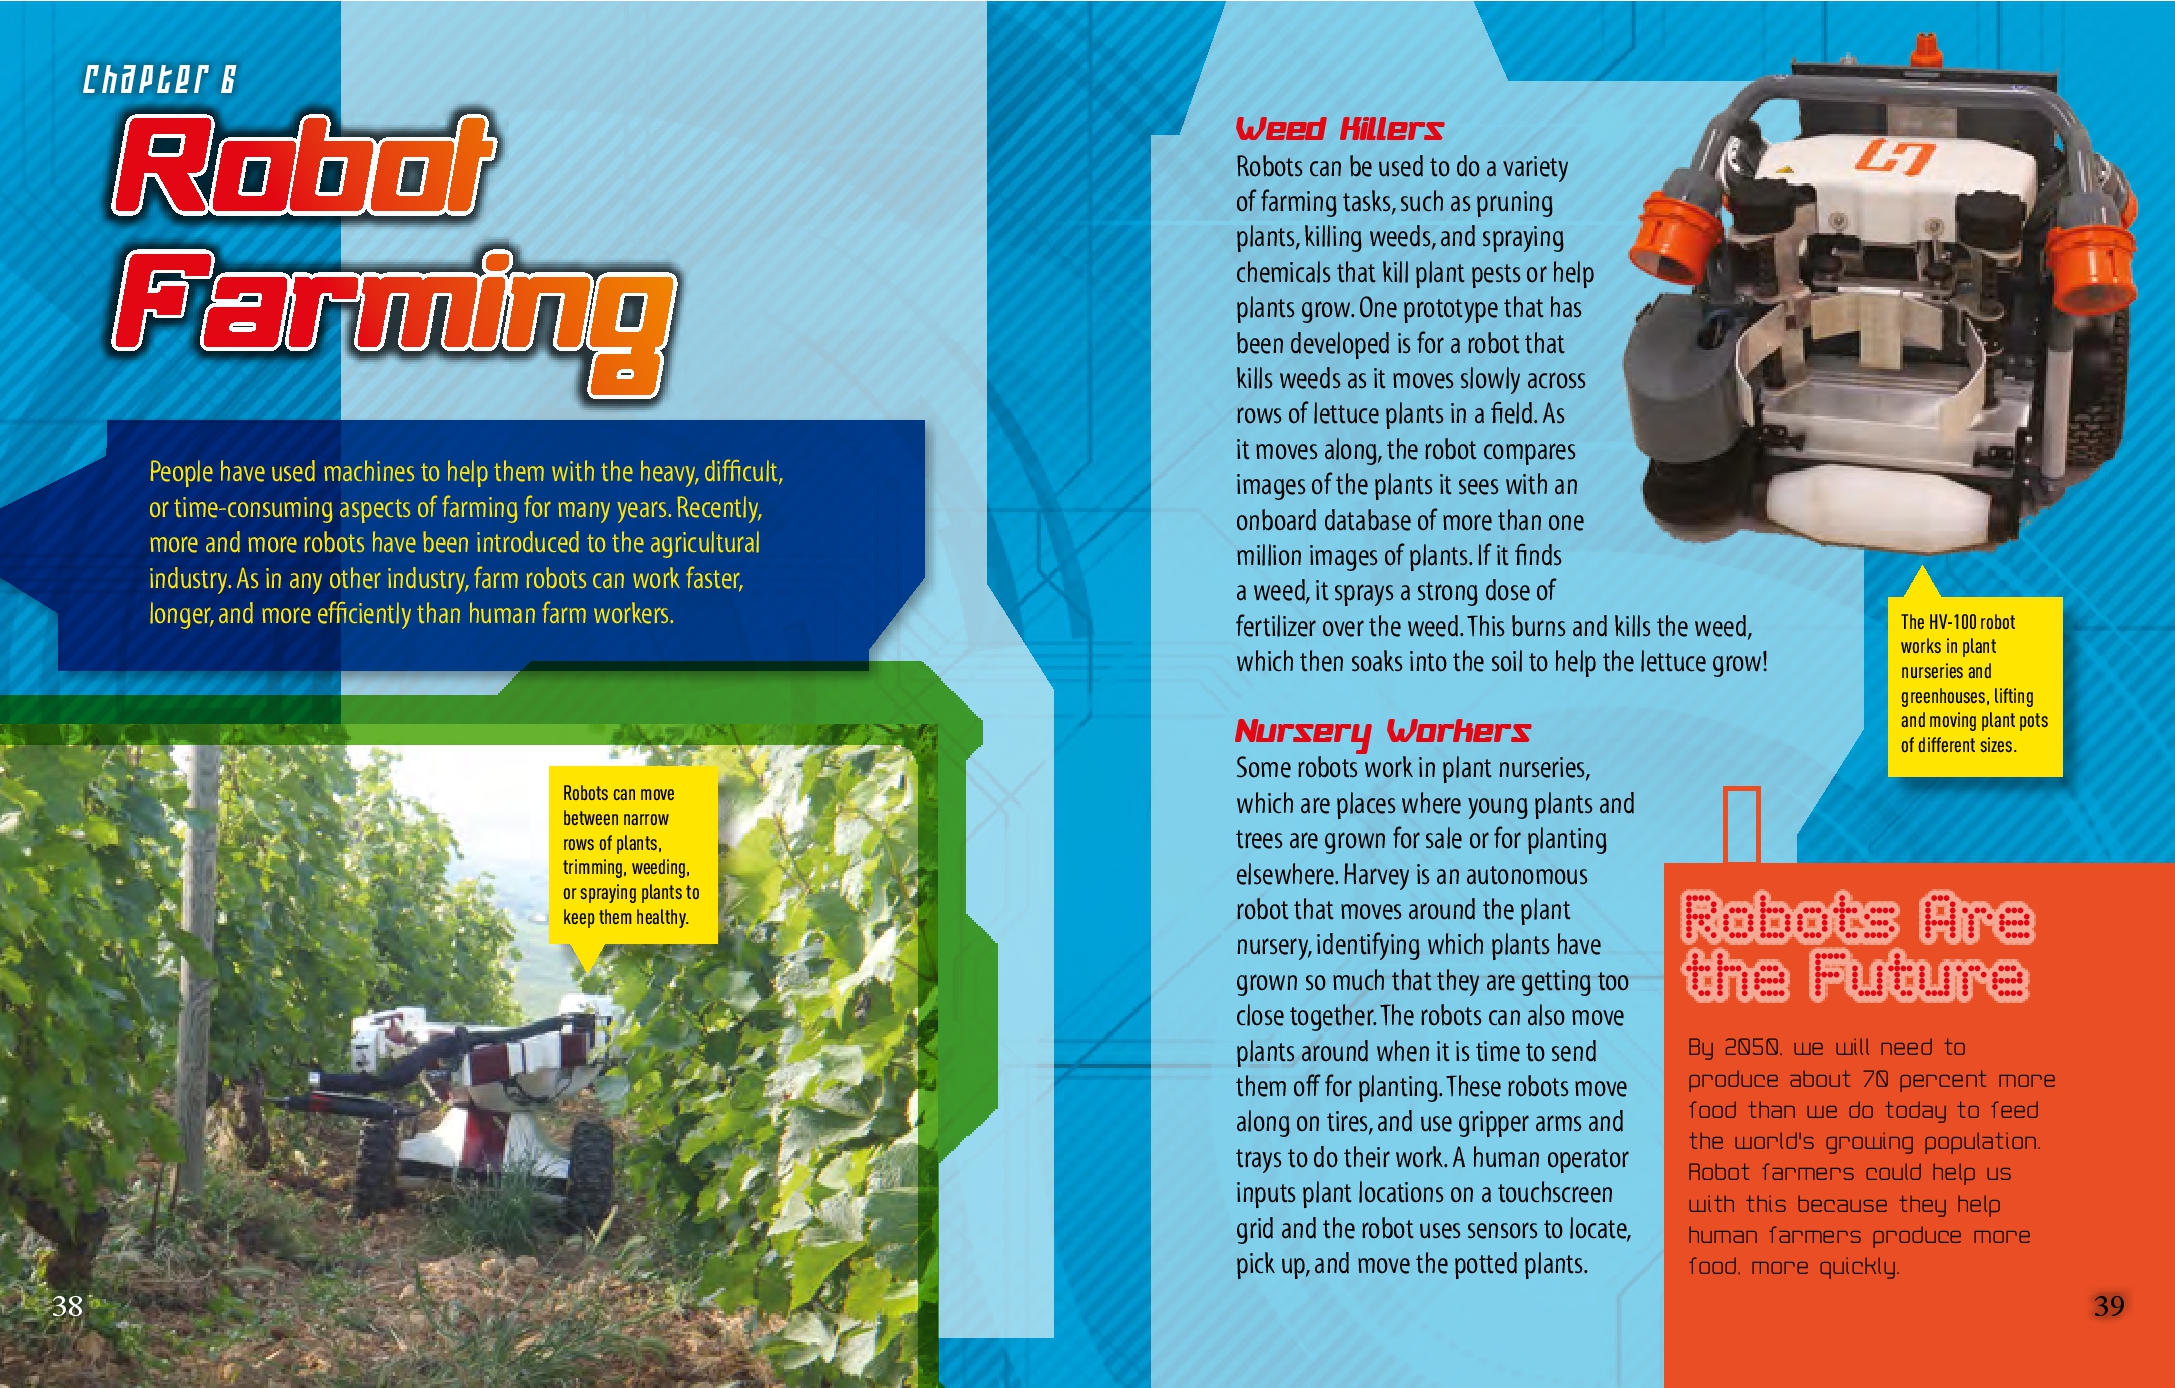 Chapter 6
Robot
Farming
People have used machines to help them with the heavy, difficult,
or time-consuming aspects of farming for many years. Recently,
more and more robots have been introduced to the agricultural
industry. As in any other industry, farm robots can work faster,
longer, and more efficiently than human farm workers.
Robots can move
between narrow
rows of plants,
trimming, weeding,
or spraying plants to
keep them healthy.
38
Weed Killers
Robots can be used to do a variety
of farming tasks, such as pruning
plants, killing weeds, and spraying
chemicals that kill plant pests or help
plants grow. One prototype that has
been developed is for a robot that
kills weeds as it moves slowly across
rows of lettuce plants in a field. As
it moves along, the robot compares
images of the plants it sees with an
onboard database of more than one
million images of plants. If it finds
a weed, it sprays a strong dose of
fertilizer over the weed. This burns and kills the weed,
which then soaks into the soil to help the lettuce grow!
The HV-100 robot
works in plant
nurseries and
greenhouses, lifting
and moving plant pots
of different sizes.
Nursery Workers
Some robots work in plant nurseries,
which are places where young plants and
trees are grown for sale or for planting
elsewhere. Harvey is an autonomous
robot that moves around the plant
nursery, identifying which plants have
grown so much that they are getting too
close together. The robots can also move
plants around when it is time to send
them off for planting. These robots move
along on tires, and use gripper arms and
trays to do their work. A human operator
inputs plant locations on a touchscreen
grid and the robot uses sensors to locate,
pick up, and move the potted plants.
Robots Are
the Future
By 2050, we will need to
produce about 70 percent more
food than we do today to feed
the world's growing population.
Robot farmers could help us
with this because they help
human farmers produce more
food, more quickly.
39